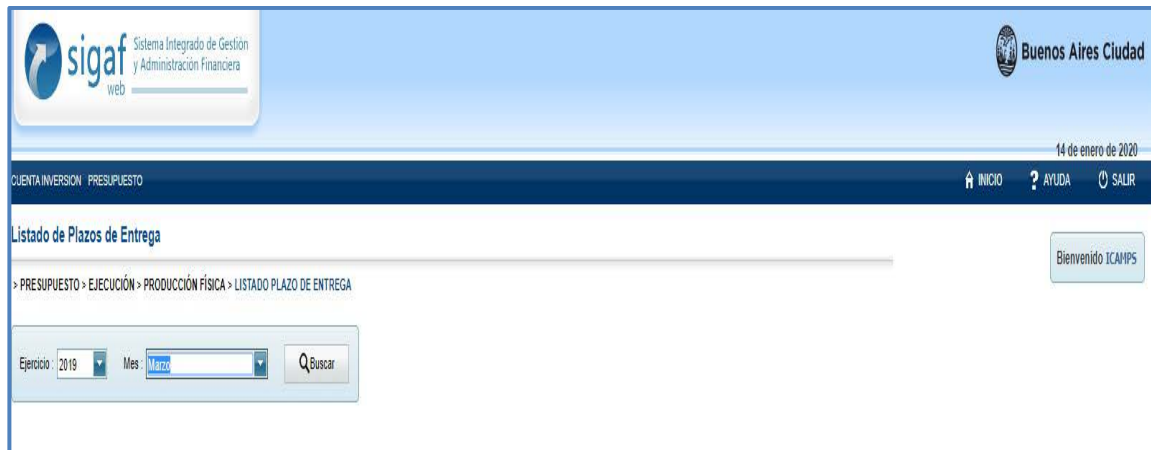 sigaf web Sistema Integrado de Gestión
y Administración Financiera
Buenos Aires Ciudad
14 de enero de 2020
CUENTA INVERSION PRESUPUESTO
INICIO ? AYUDA SALIR
Listado de Plazos de Entrega
Bienvenido ICAMPS
> PRESUPUESTO > EJECUCIÓN > PRODUCCIÓN FÍSICA > LISTADO PLAZO DE ENTREGA
Ejercicio : 2019 Mes : Marzo Buscar